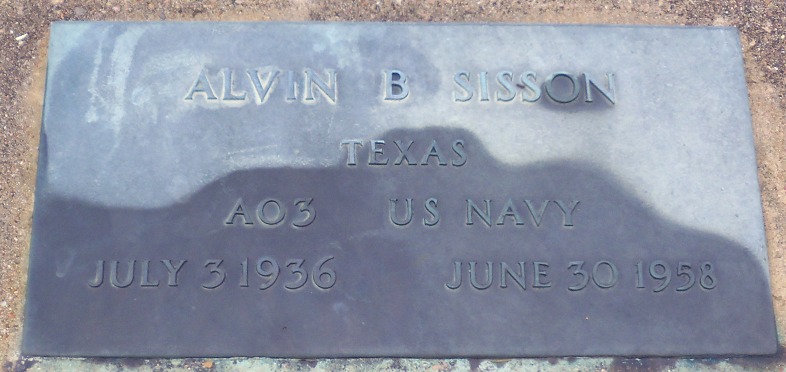 ALVIN B SISSON
TEXAS
AO3 US NAVY
JULY 3 1936 JUNE 30 1958